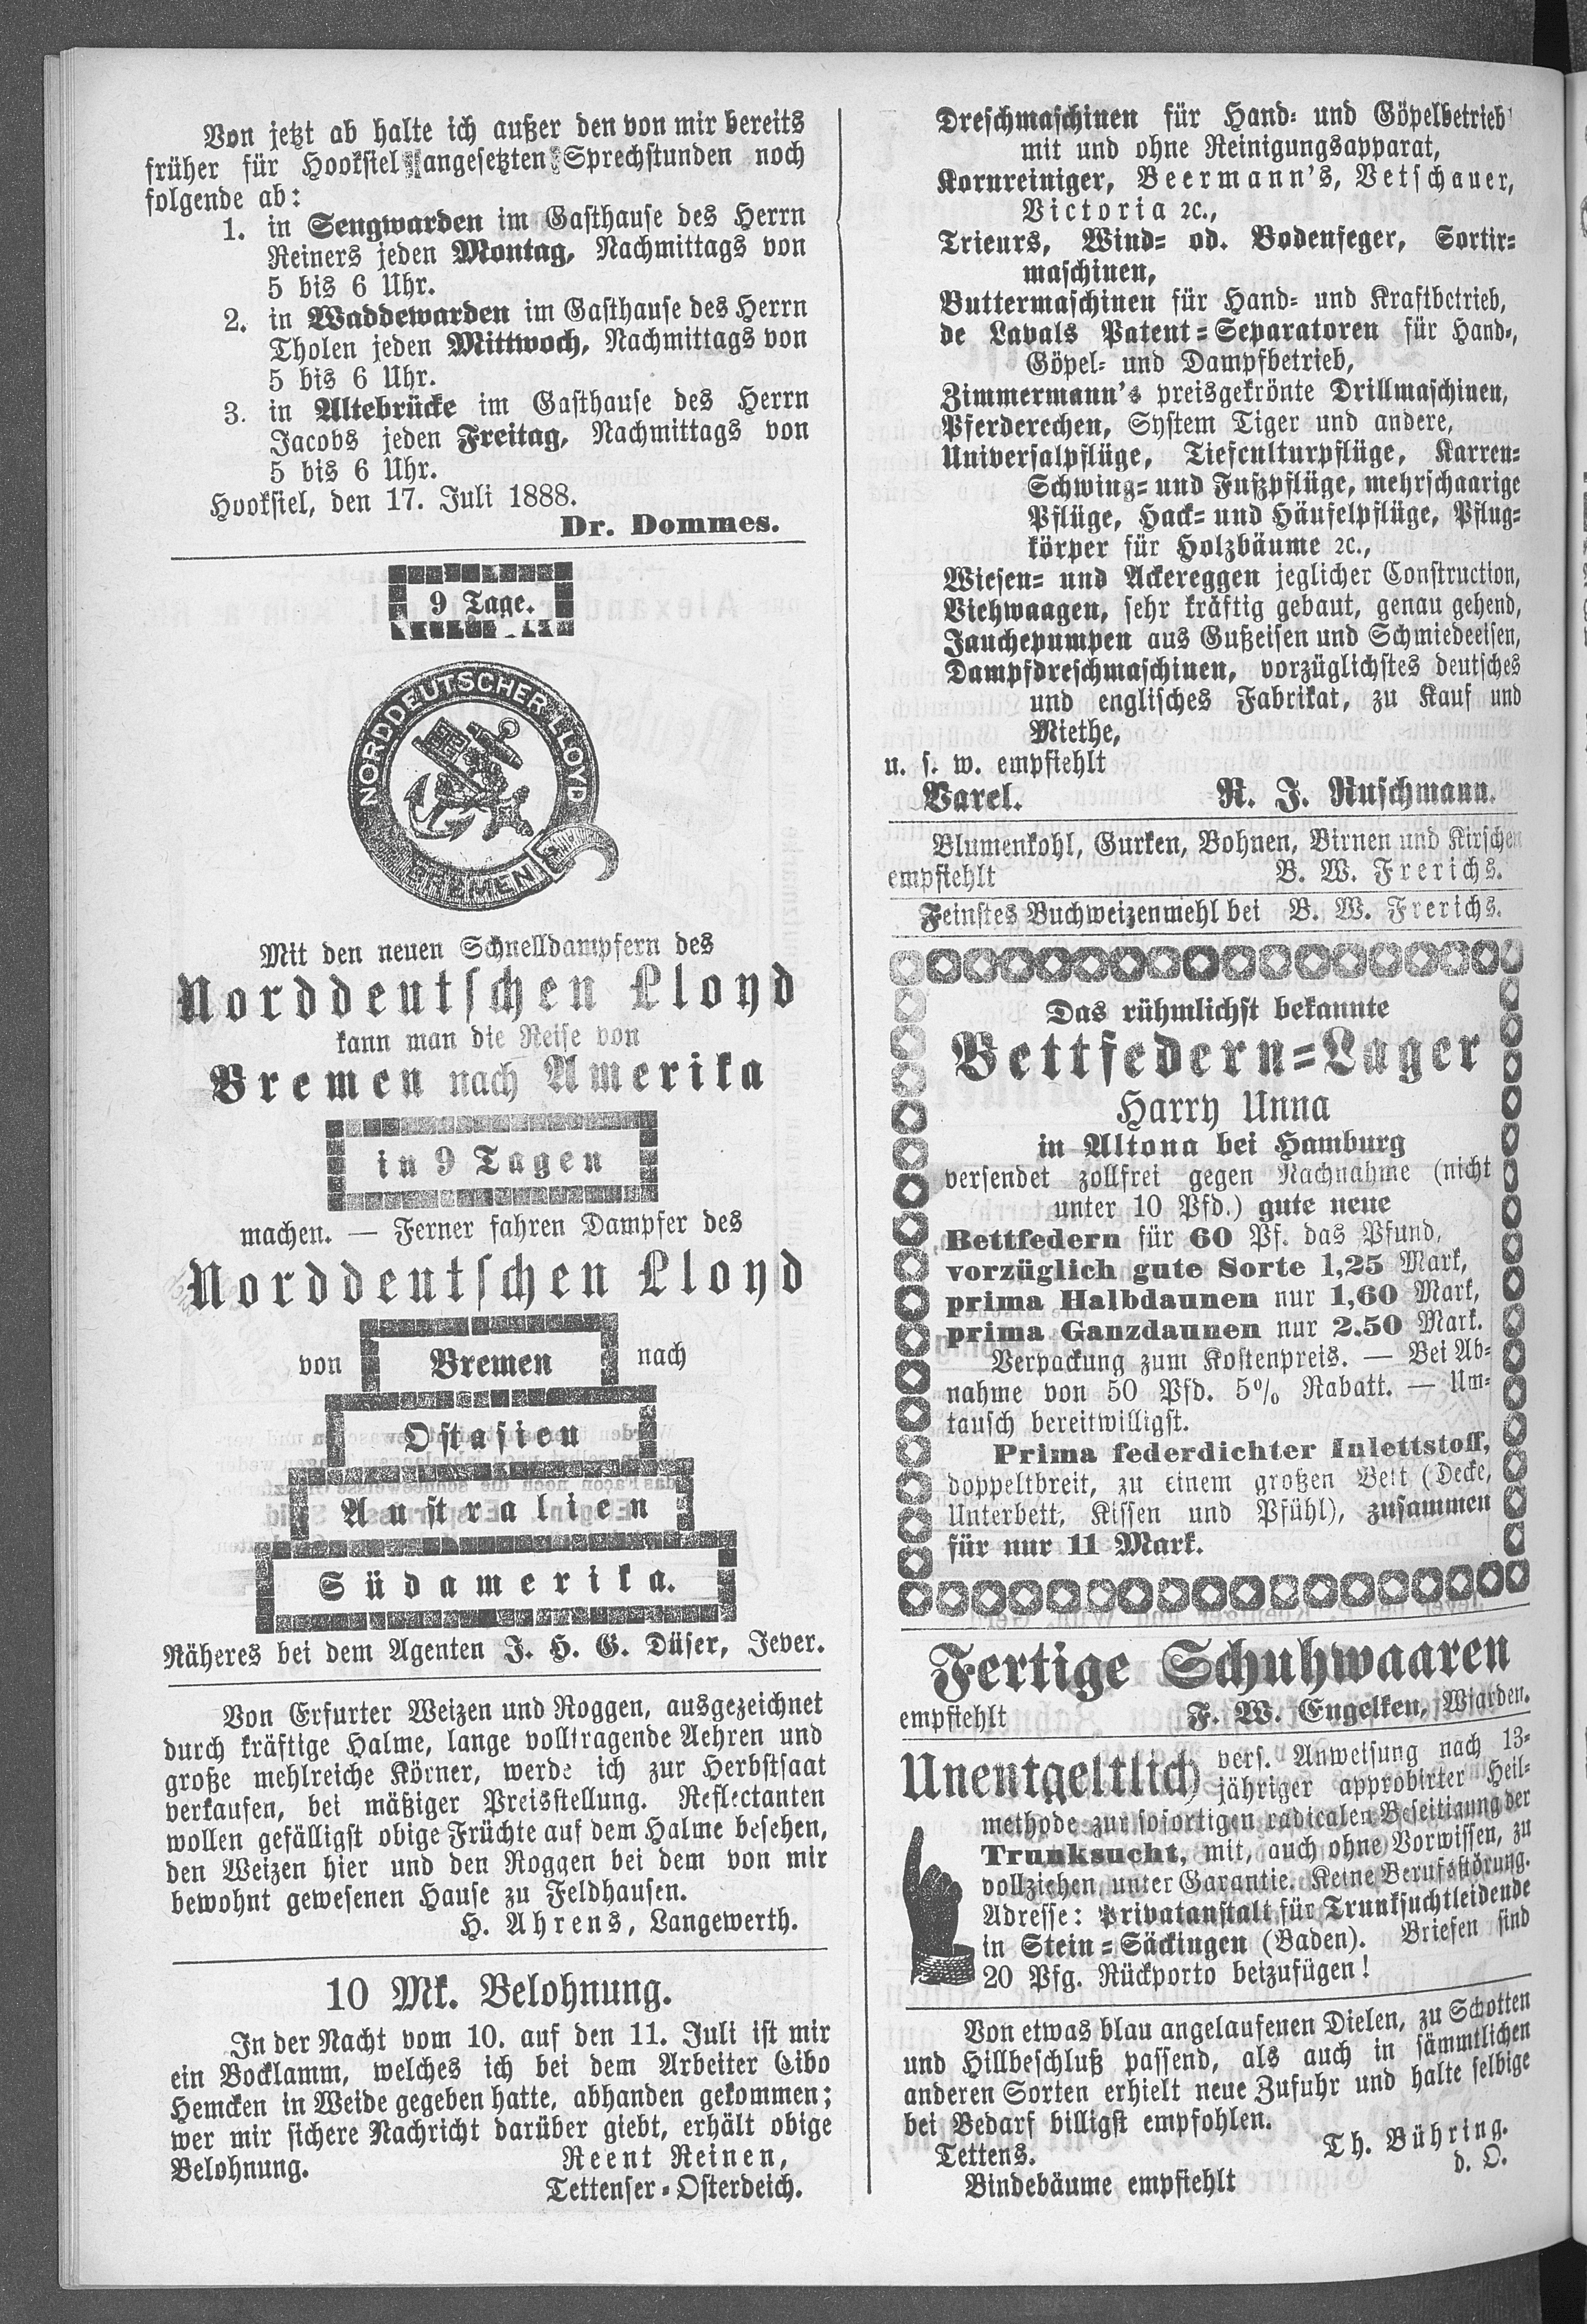 Von jetzt ab halte ich außer den von mir bereits
früher für Hooksiel angesetzten Sprechstunden noch
folgende ab:
1. in Sengwarden im Gasthause des Herrn
Reiners jeden Montag, Nachmittags von
5 bis 6 Uhr.
2. in Waddewarden im Gasthause des Herrn
Tholen jeden Mittwoch, Nachmittags von
5 bis 6 Uhr.
3. in Altebrücke im Gasthause des Herrn
Jacobs jeden Freitag, Nachmittags von
5 bis 6 Uhr.
Hooksiel, den 17. Juli 1888.
Dr. Dommes.
9 Tage.
NORDDEUTSCHER LLOYD
BREMEN
Mit den neuen Schnelldampfern des
Norddeutschen Lloyd
kann man die Reise von
Bremen nach Amerika
in 9 Tagen
machen. — Ferner fahren Dampfer des
Norddeutschen Lloyd
von Bremen nach
Ostasien
Australien
Südamerika.
Näheres bei dem Agenten J. H. G. Düser, Jever.
Von Erfurter Weizen und Roggen, ausgezeichnet
durch kräftige Halme, lange volltragende Aehren und
große mehlreiche Körner, werde ich zur Herbstsaat
verkaufen, bei mäßiger Preisstellung. Reflectanten
wollen gefälligst obige Früchte auf dem Halme besehen,
den Weizen hier und den Roggen bei dem von mir
bewohnt gewesenen Hause zu Feldhausen.
H. Ahrens, Langewerth.
10 Mk. Belohnung.
In der Nacht vom 10. auf den 11. Juli ist mir
ein Bocklamm, welches ich bei dem Arbeiter Eibo
Hemcken in Weide gegeben hatte, abhanden gekommen;
wer mir sichere Nachricht darüber giebt, erhält obige
Belohnung. Reent Reinen,
Tettenser-Osterdeich.
Dreschmaschinen für Hand- und Göpelbetrieb
mit und ohne Reinigungsapparat,
Kornreiniger, Beermann's, Vetschauer,
Victoria ꝛc.,
Trieurs, Wind- od. Bodenfeger, Sortir-
maschinen,
Buttermaschinen für Hand- und Kraftbetrieb,
de Lavals Patent-Separatoren für Hand-,
Göpel- und Dampfbetrieb,
Zimmermann's preisgekrönte Drillmaschinen,
Pferderechen, System Tiger und andere,
Universalpflüge, Tiefculturpflüge, Karren-
Schwing- und Fußpflüge, mehrschaarige
Pflüge, Hack- und Häufelpflüge, Pflug-
körper für Holzbäume ꝛc.,
Wiesen- und Ackereggen jeglicher Construction,
Viehwaagen, sehr kräftig gebaut, genau gehend,
Jauchepumpen aus Gußeisen und Schmiedeeisen,
Dampfdreschmaschinen, vorzüglichstes deutsches
und englisches Fabrikat, zu Kauf und
Miethe,
u. s. w. empfiehlt
Varel. R. J. Ruschmann.
Blumenkohl, Gurken, Bohnen, Birnen und Kirschen
empfiehlt B. W. Frerichs.
Feinstes Buchweizenmehl bei B. W. Frerichs.
Das rühmlichst bekannte
Bettfedern-Lager
Harry Unna
in Altona bei Hamburg
versendet zollfrei gegen Nachnahme (nicht
unter 10 Pfd.) gute neue
Bettfedern für 60 Pf. das Pfund,
vorzüglich gute Sorte 1,25 Mark,
prima Halbdaunen nur 1,60 Mark,
prima Ganzdaunen nur 2.50 Mark.
Verpackung zum Kostenpreis. — Bei Ab-
nahme von 50 Pfd. 5% Rabatt. — Um-
tausch bereitwilligst.
Prima federdichter Inlettstoff,
doppeltbreit, zu einem großen Bett (Decke,
Unterbett, Kissen und Pfühl), zusammen
für nur 11 Mark.
Fertige Schuhwaaren
empfiehlt F. W. Engelken, Wiarden.
Unentgeltlich vers. Anweisung nach 13-
jähriger approbirter Heil-
methode zur sofortigen radicalen Beseitigung der
Trunksucht, mit, auch ohne Vorwissen, zu
vollziehen unter Garantie. Keine Berufsstörung.
Adresse: Privatanstalt für Trunksuchtleidende
in Stein-Säckingen (Baden). Briefen sind
20 Pfg. Rückporto beizufügen!
Von etwas blau angelaufenen Dielen, zu Schotten
und Hillbeschluß passend, als auch in sämmtlichen
anderen Sorten erhielt neue Zufuhr und halte selbige
bei Bedarf billigst empfohlen.
Tettens. Th. Bühring.
Bindebäume empfiehlt d. O.